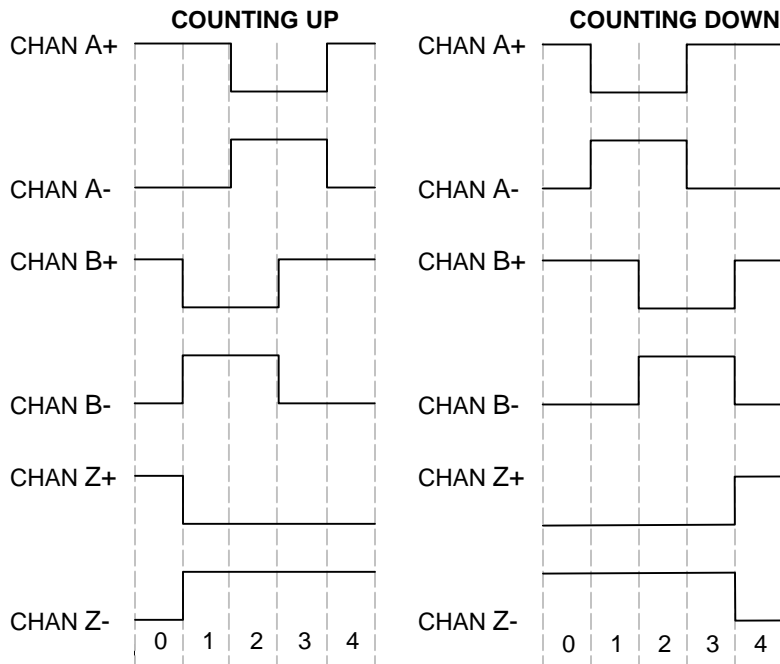 COUNTING UP
CHAN A+
CHAN A-
CHAN B+
CHAN B-
CHAN Z+
CHAN Z-
0 1 2 3 4
COUNTING DOWN
CHAN A+
CHAN A-
CHAN B+
CHAN B-
CHAN Z+
CHAN Z-
0 1 2 3 4